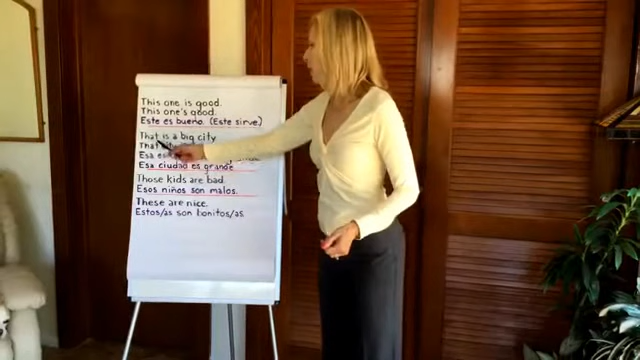 This one is good.
This one's good.
Este es bueno. (Este sirve.)
That is a big city
That
Esa
Esa ciudad es grande
Those kids are bad.
Esos niños son malos.
These are nice.
Estos/as son bonitos/as.